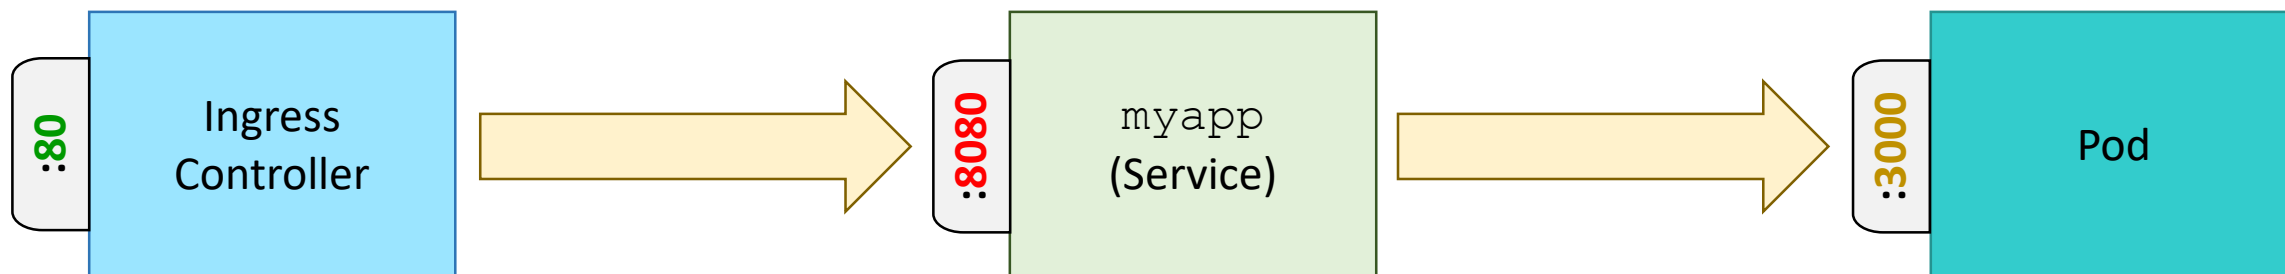 :80
Ingress
Controller
:8080
myapp
(Service)
:3000
Pod